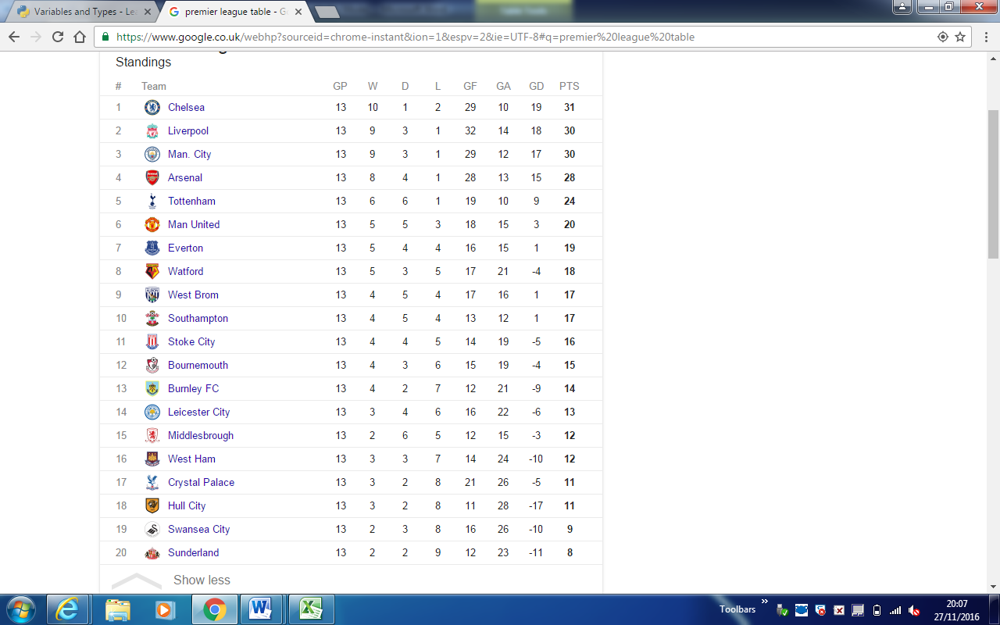 Variables and Types - Lea
premier league table - Go
https://www.google.co.uk/webhp?sourceid=chrome-instant&ion=1&espv=2&ie=UTF-8#q=premier%20league%20table
Standings
# Team GP W D L GF GA GD PTS
1 Chelsea 13 10 1 2 29 10 19 31
2 Liverpool 13 9 3 1 32 14 18 30
3 Man. City 13 9 3 1 29 12 17 30
4 Arsenal 13 8 4 1 28 13 15 28
5 Tottenham 13 6 6 1 19 10 9 24
6 Man United 13 5 5 3 18 15 3 20
7 Everton 13 5 4 4 16 15 1 19
8 Watford 13 5 3 5 17 21 -4 18
9 West Brom 13 4 5 4 17 16 1 17
10 Southampton 13 4 5 4 13 12 1 17
11 Stoke City 13 4 4 5 14 19 -5 16
12 Bournemouth 13 4 3 6 15 19 -4 15
13 Burnley FC 13 4 2 7 12 21 -9 14
14 Leicester City 13 3 4 6 16 22 -6 13
15 Middlesbrough 13 2 6 5 12 15 -3 12
16 West Ham 13 3 3 7 14 24 -10 12
17 Crystal Palace 13 3 2 8 21 26 -5 11
18 Hull City 13 3 2 8 11 28 -17 11
19 Swansea City 13 2 3 8 16 26 -10 9
20 Sunderland 13 2 2 9 12 23 -11 8
Show less
Toolbars
20:07
27/11/2016